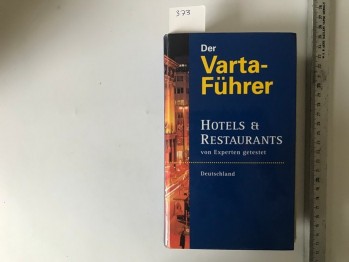 373
Der
Varta-
Führer
HOTELS &
RESTAURANTS
von Experten getestet
Deutschland